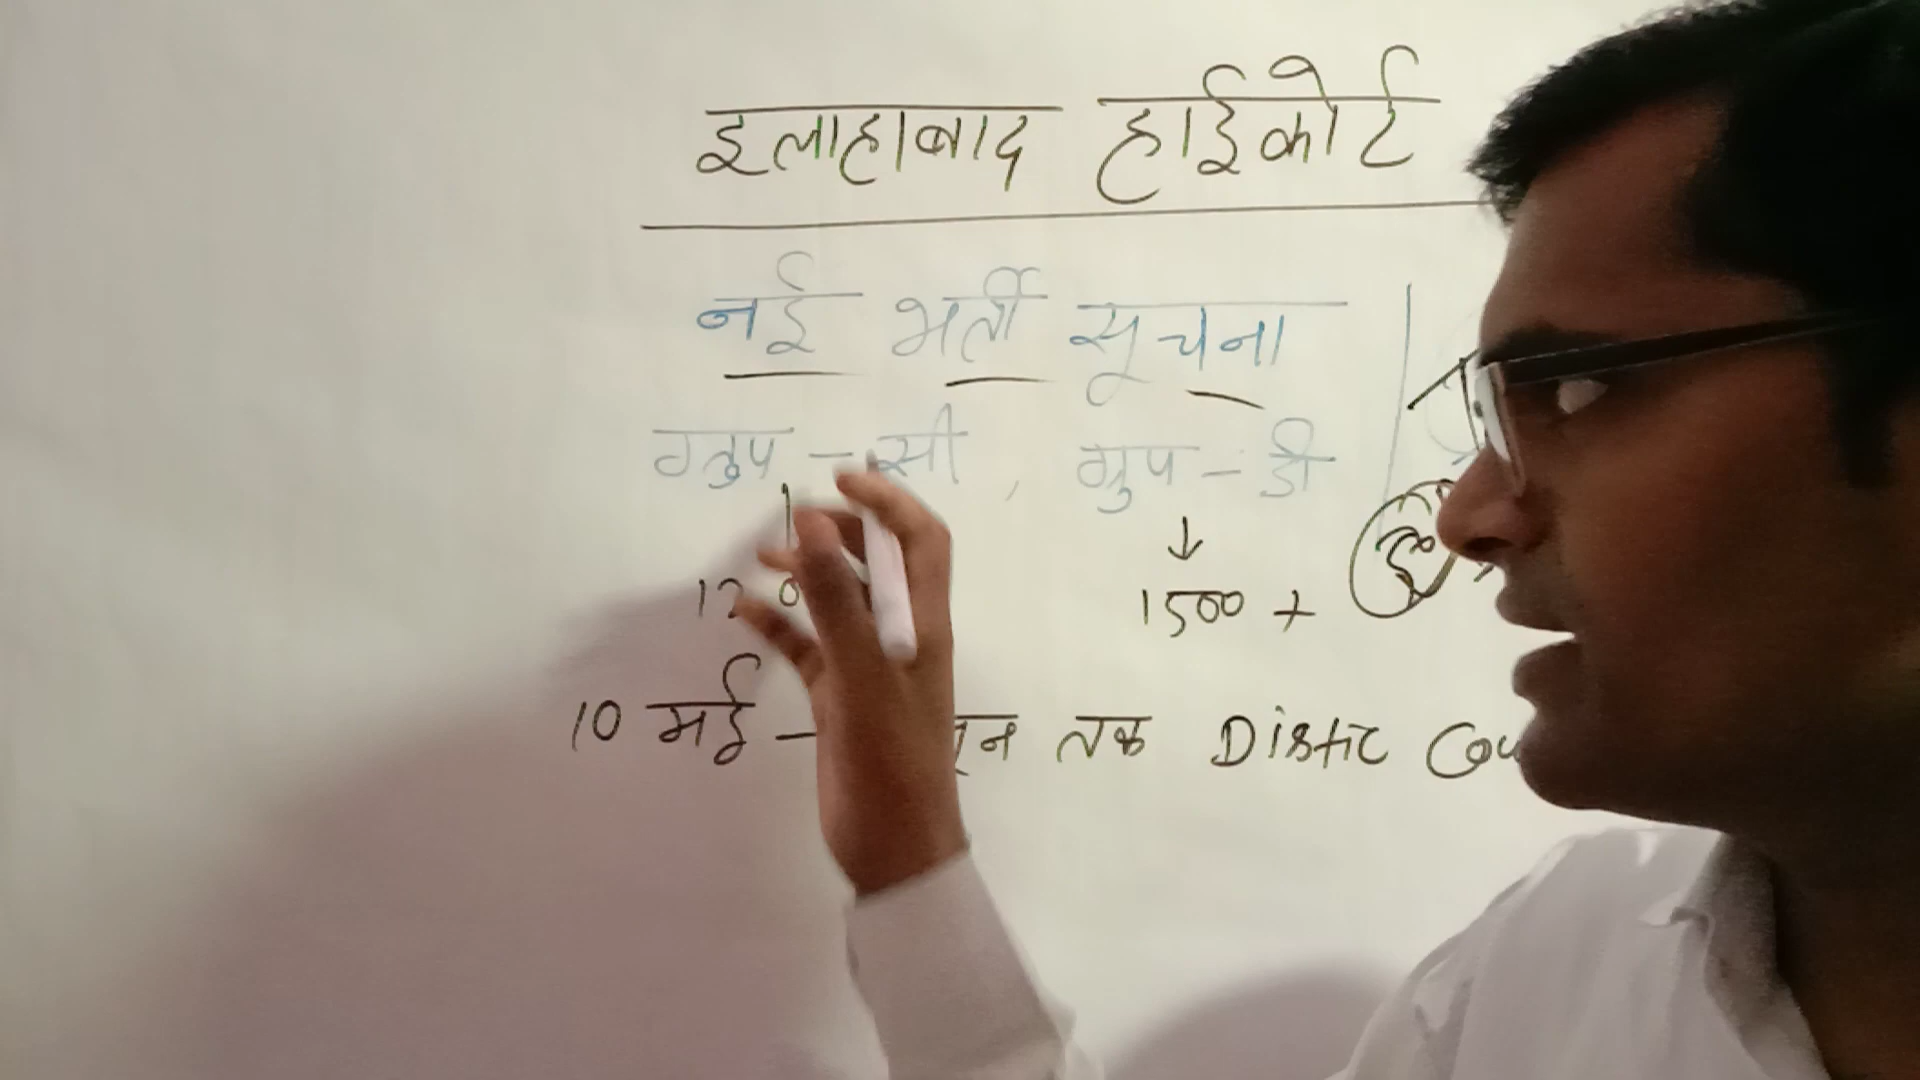 इलाहाबाद हाईकोर्ट
नई भर्ती सूचना
ग्रुप - सी , ग्रुप - डी
1500 +
10 मई - तक Distic